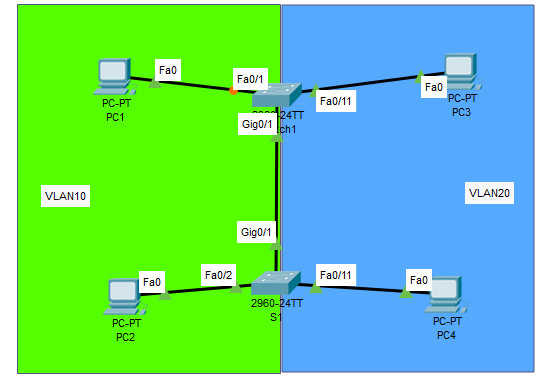 Fa0
Fa0/1
PC-PT
PC1
Fa0/11
Fa0
PC-PT
PC3
Gig0/1
VLAN10
VLAN20
Gig0/1
Fa0
Fa0/2
Fa0/11
Fa0
2960-24TT
S1
PC-PT
PC2
PC-PT
PC4